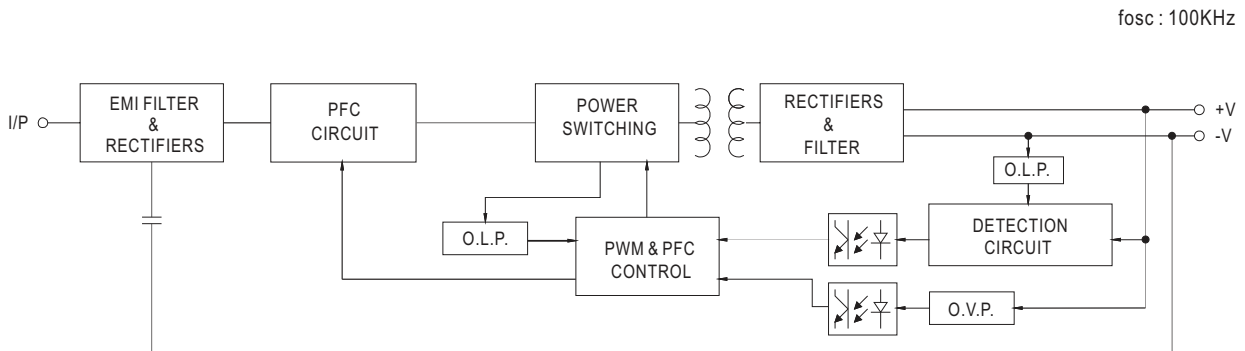 fosc : 100KHz
I/P
EMI FILTER
&
RECTIFIERS
PFC
CIRCUIT
POWER
SWITCHING
RECTIFIERS
&
FILTER
+V
-V
O.L.P.
O.L.P.
PWM & PFC
CONTROL
DETECTION
CIRCUIT
O.V.P.